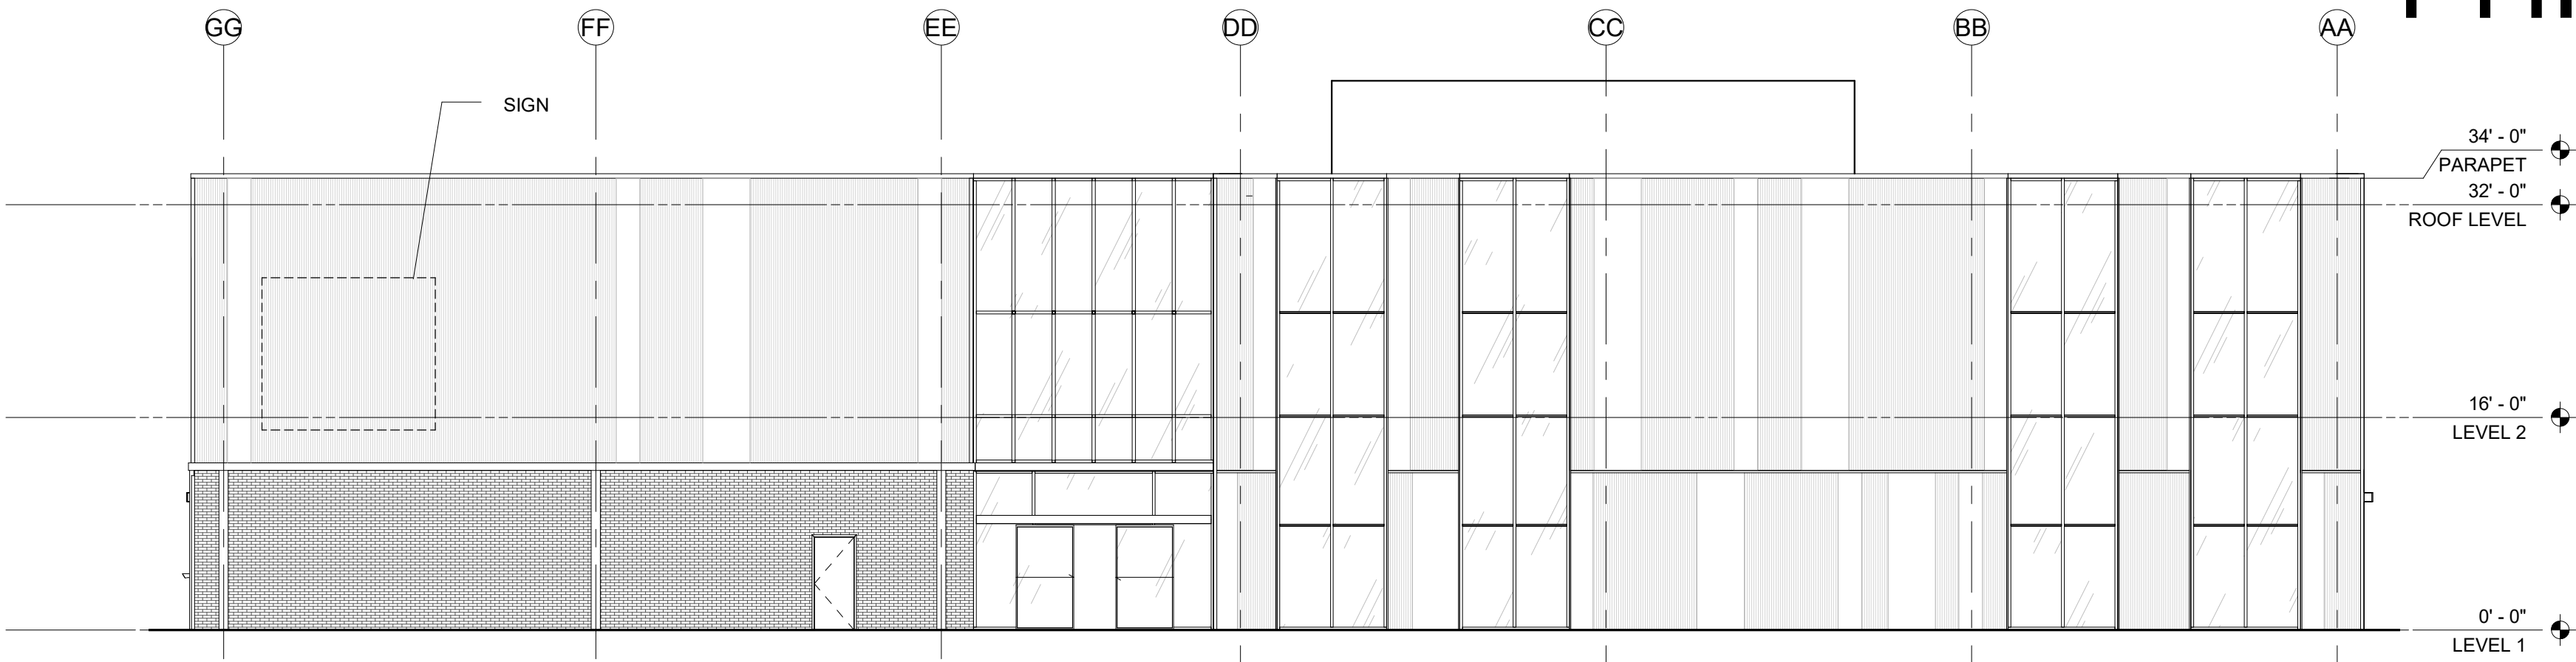 GG
FF
EE
DD
CC
BB
AA
SIGN
34' - 0"
PARAPET
32' - 0"
ROOF LEVEL
16' - 0"
LEVEL 2
0' - 0"
LEVEL 1